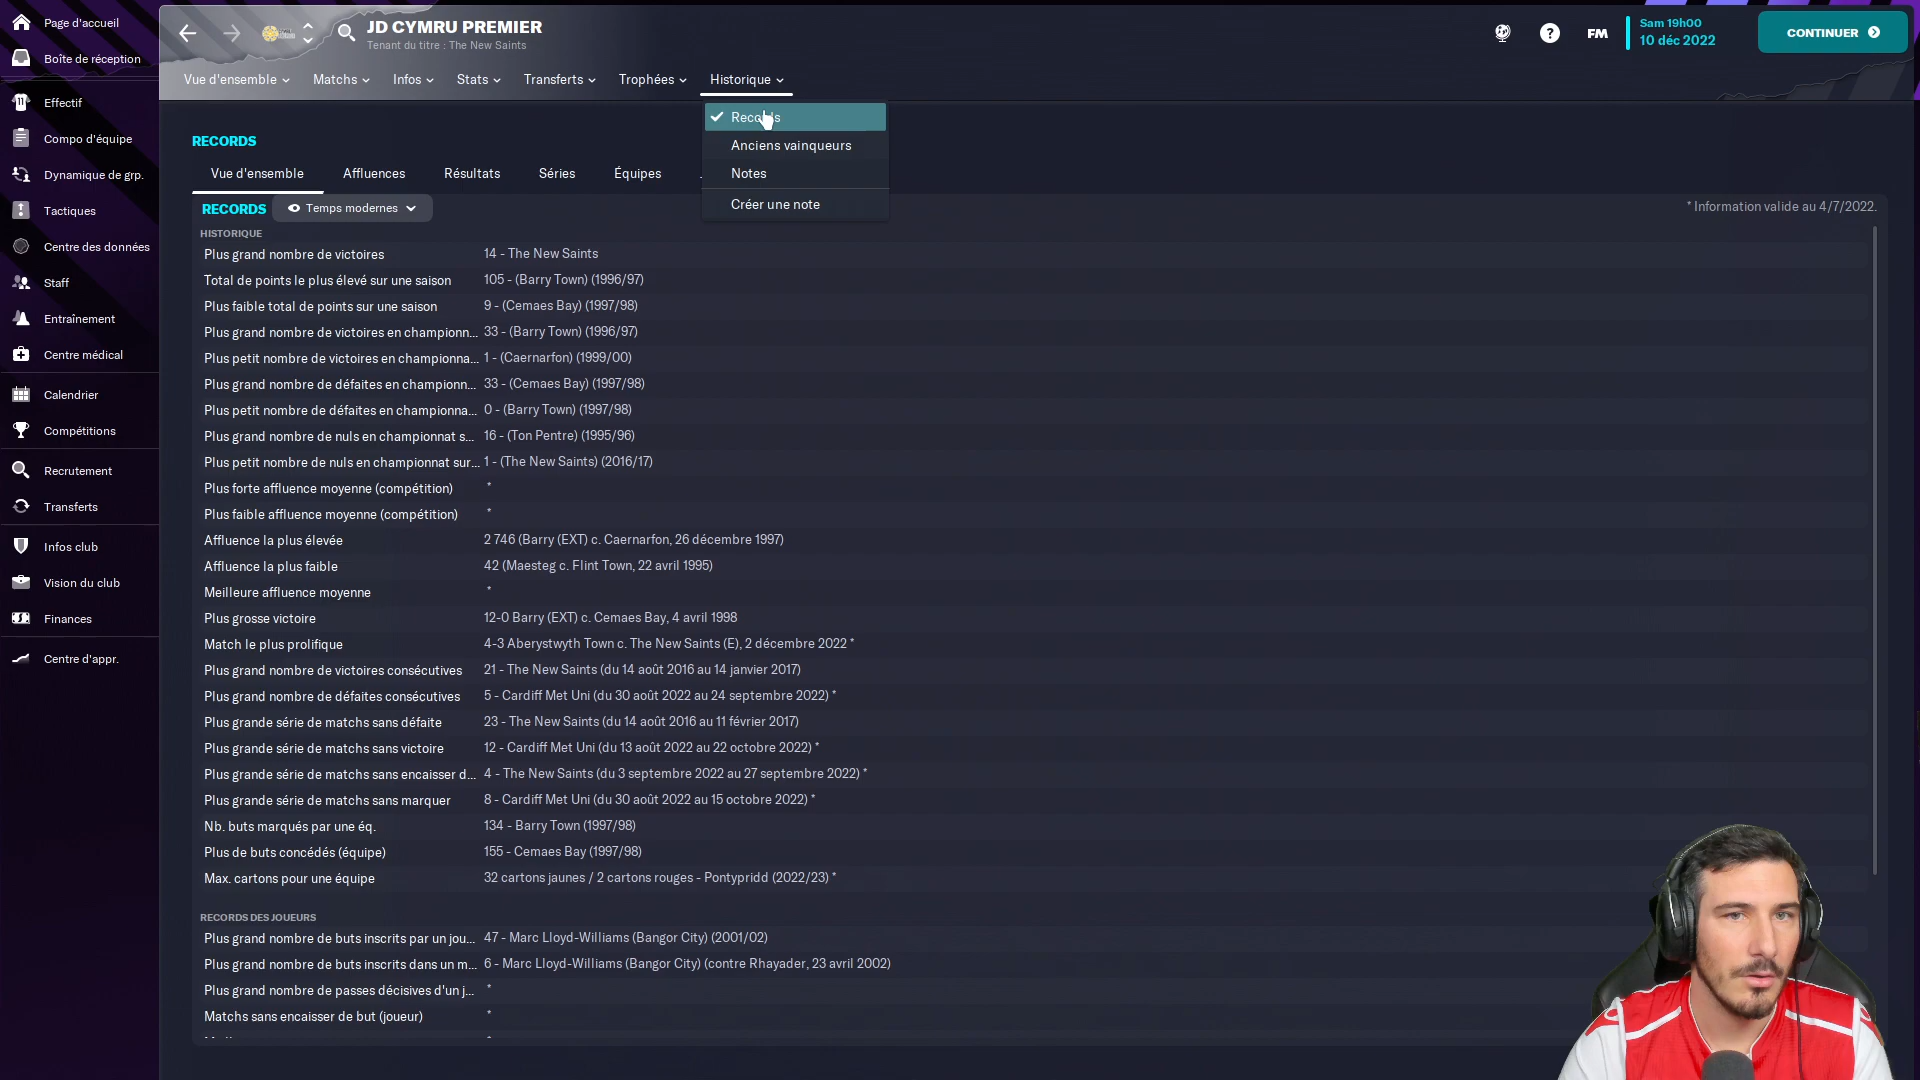 Page d'accueil
Boîte de réception
Effectif
Compo d'équipe
Dynamique de grp.
Tactiques
Centre des données
Staff
Entraînement
Centre médical
Calendrier
Compétitions
Recrutement
Transferts
Infos club
Vision du club
Finances
Centre d'appr.
JD CYMRU PREMIER
Tenant du titre : The New Saints
FM
Sam 19h00
10 déc 2022
CONTINUER
Vue d'ensemble Matchs Infos Stats Transferts Trophées Historique
Records
Anciens vainqueurs
Notes
Créer une note
RECORDS
Vue d'ensemble Affluences Résultats Séries Équipes
RECORDS Temps modernes
* Information valide au 4/7/2022.
HISTORIQUE
Plus grand nombre de victoires 14 - The New Saints
Total de points le plus élevé sur une saison 105 - (Barry Town) (1996/97)
Plus faible total de points sur une saison 9 - (Cemaes Bay) (1997/98)
Plus grand nombre de victoires en championn... 33 - (Barry Town) (1996/97)
Plus petit nombre de victoires en championna... 1 - (Caernarfon) (1999/00)
Plus grand nombre de défaites en championn... 33 - (Cemaes Bay) (1997/98)
Plus petit nombre de défaites en championna... 0 - (Barry Town) (1997/98)
Plus grand nombre de nuls en championnat s... 16 - (Ton Pentre) (1995/96)
Plus petit nombre de nuls en championnat sur... 1 - (The New Saints) (2016/17)
Plus forte affluence moyenne (compétition) *
Plus faible affluence moyenne (compétition) *
Affluence la plus élevée 2 746 (Barry (EXT) c. Caernarfon, 26 décembre 1997)
Affluence la plus faible 42 (Maesteg c. Flint Town, 22 avril 1995)
Meilleure affluence moyenne *
Plus grosse victoire 12-0 Barry (EXT) c. Cemaes Bay, 4 avril 1998
Match le plus prolifique 4-3 Aberystwyth Town c. The New Saints (E), 2 décembre 2022 *
Plus grand nombre de victoires consécutives 21 - The New Saints (du 14 août 2016 au 14 janvier 2017)
Plus grand nombre de défaites consécutives 5 - Cardiff Met Uni (du 30 août 2022 au 24 septembre 2022) *
Plus grande série de matchs sans défaite 23 - The New Saints (du 14 août 2016 au 11 février 2017)
Plus grande série de matchs sans victoire 12 - Cardiff Met Uni (du 13 août 2022 au 22 octobre 2022) *
Plus grande série de matchs sans encaisser d... 4 - The New Saints (du 3 septembre 2022 au 27 septembre 2022) *
Plus grande série de matchs sans marquer 8 - Cardiff Met Uni (du 30 août 2022 au 15 octobre 2022) *
Nb. buts marqués par une éq. 134 - Barry Town (1997/98)
Plus de buts concédés (équipe) 155 - Cemaes Bay (1997/98)
Max. cartons pour une équipe 32 cartons jaunes / 2 cartons rouges - Pontypridd (2022/23) *
RECORDS DES JOUEURS
Plus grand nombre de buts inscrits par un jou... 47 - Marc Lloyd-Williams (Bangor City) (2001/02)
Plus grand nombre de buts inscrits dans un m... 6 - Marc Lloyd-Williams (Bangor City) (contre Rhayader, 23 avril 2002)
Plus grand nombre de passes décisives d'un j... *
Matchs sans encaisser de but (joueur) *